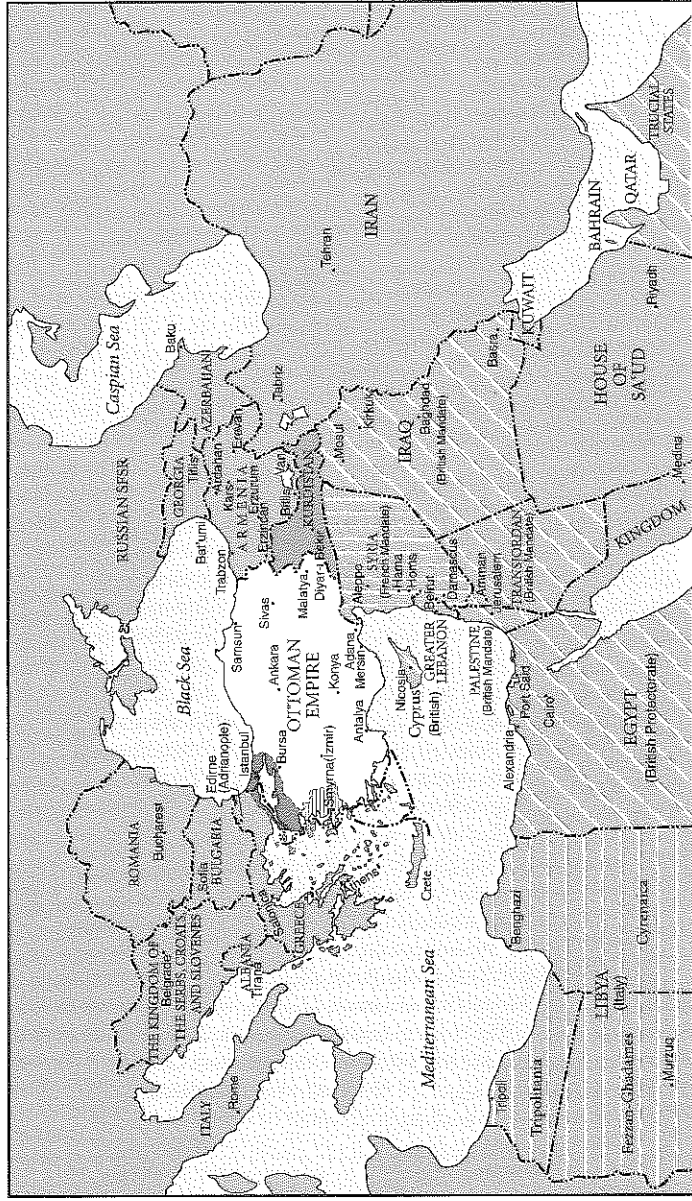 RUSSIAN SFSR
Caspian Sea
Black Sea
ROMANIA
Bucharest
THE KINGDOM OF
Belgrade
THE SERBS, CROATS
AND SLOVENES
Sofia
BULGARIA
ITALY
Rome
ALBANIA
Tirana
Salonica
GREECE
Athens
Edirne
(Adrianople)
Istanbul
Bursa
Smyrna(Izmir)
Ankara
OTTOMAN
EMPIRE
Konya
Antalya
Mersin
Adana
Samsun
Sivas
Malatya
Trabzon
Bat'umi
GEORGIA
Tiflis
Ardahan
Kars
Erevan
ARMENIA
Erzurum
Erzincan
AZERBAIJAN
Baku
Bitlis
Van
KURDISTAN
Tabriz
Tehran
IRAN
Mosul
Kirkuk
IRAQ
Baghdad
(British Mandate)
Basra
Aleppo
SYRIA
(French Mandate)
Hama
Homs
Beirut
Damascus
GREATER
LEBANON
Nicosia
Cyprus
(British)
Crete
Mediterranean Sea
PALESTINE
(British Mandate)
Amman
Jerusalem
TRANSJORDAN
(British Mandate)
Alexandria
Port Said
Cairo
EGYPT
(British Protectorate)
Benghazi
Cyrenaica
LIBYA
(Italy)
Tripoli
Tripolitania
Fezzan-Ghadames
Murzuq
KINGDOM
Medina
HOUSE
OF
SA'UD
Riyadh
KUWAIT
BAHRAIN
QATAR
TRUCIAL
STATES